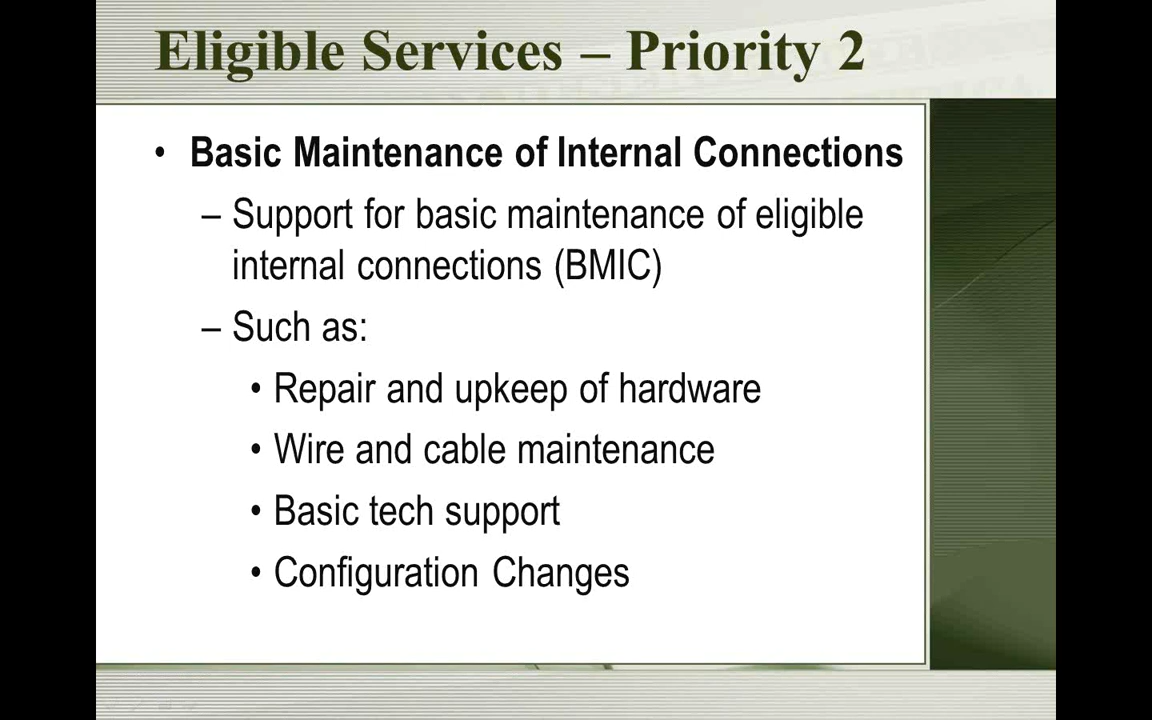 Eligible Services – Priority 2
• Basic Maintenance of Internal Connections
– Support for basic maintenance of eligible
internal connections (BMIC)
– Such as:
• Repair and upkeep of hardware
• Wire and cable maintenance
• Basic tech support
• Configuration Changes